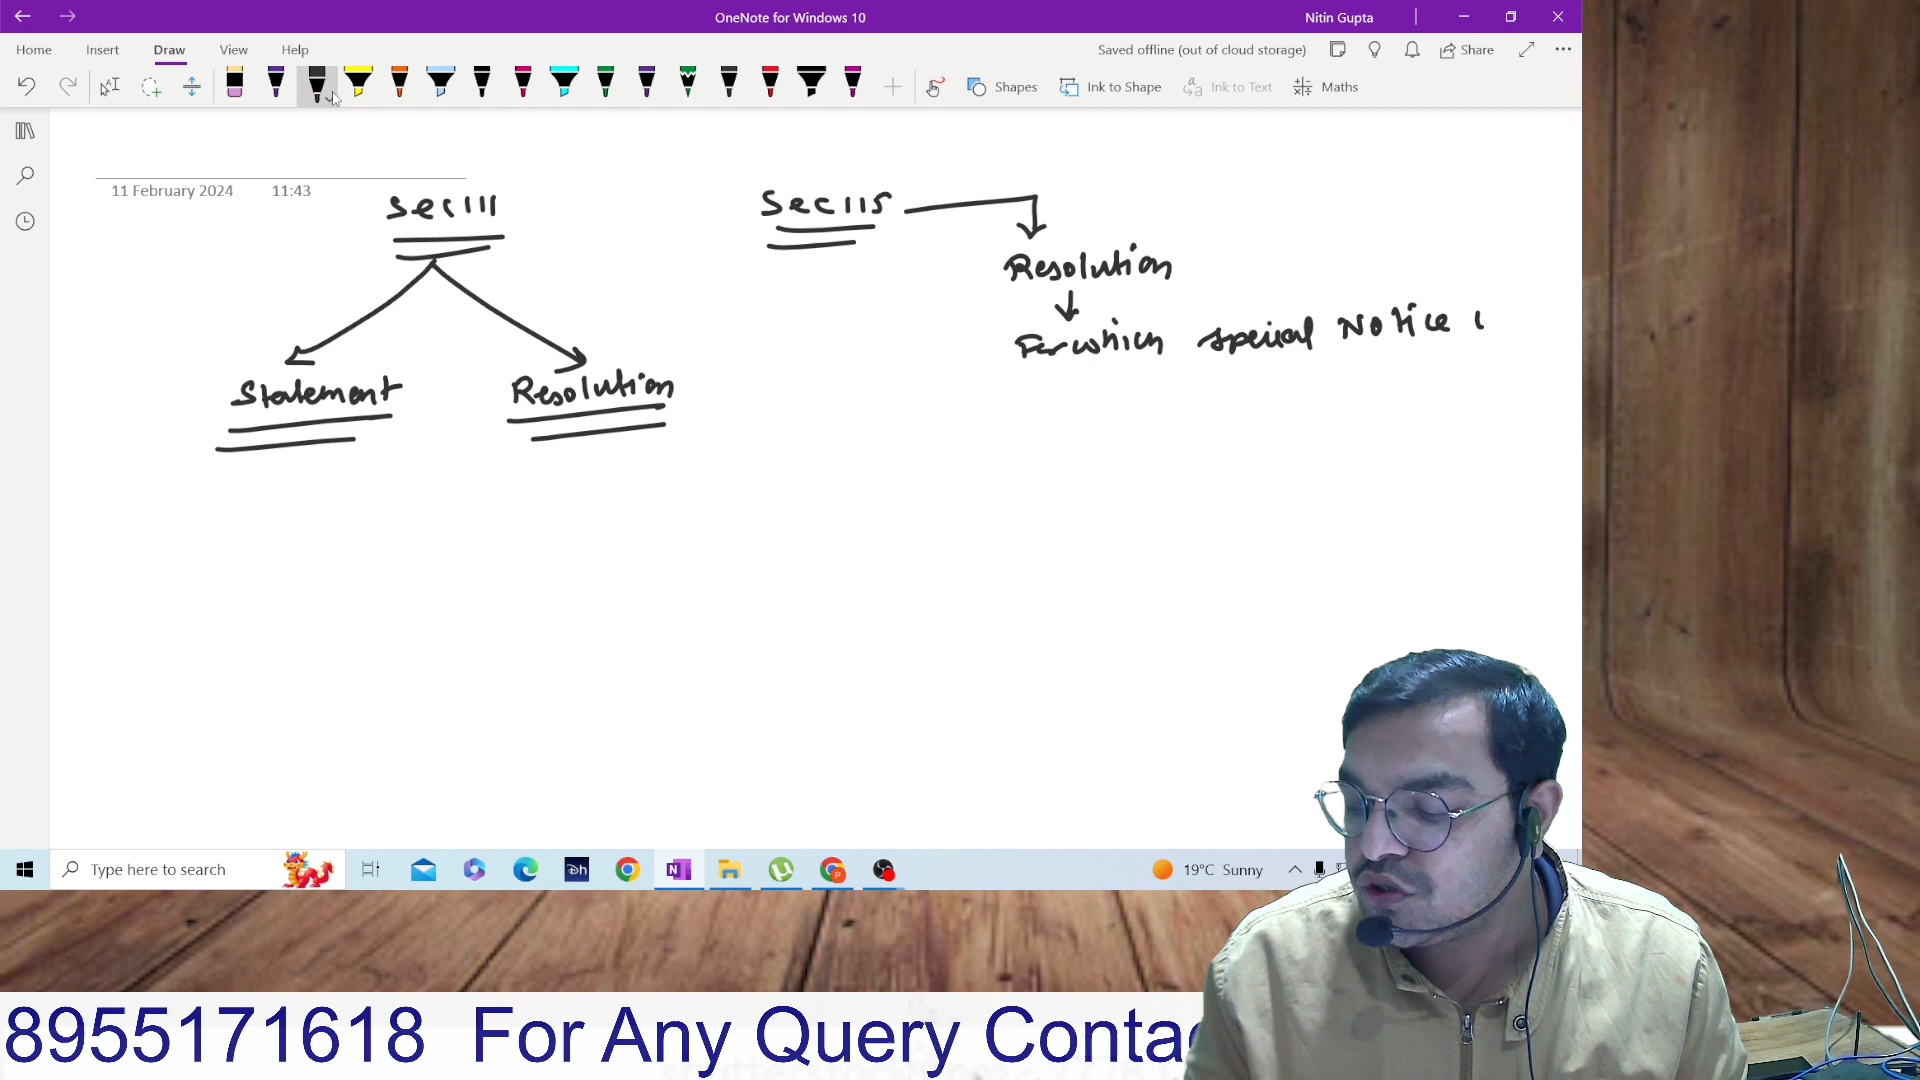 OneNote for Windows 10
Nitin Gupta
Home Insert Draw View Help
Saved offline (out of cloud storage)
Share
Shapes
Ink to Shape
Ink to Text
Maths
11 February 2024 11:43
Sec 111
Statement
Resolution
Sec 115
Resolution
For which special Notice
Type here to search
19°C Sunny
8955171618 For Any Query Conta